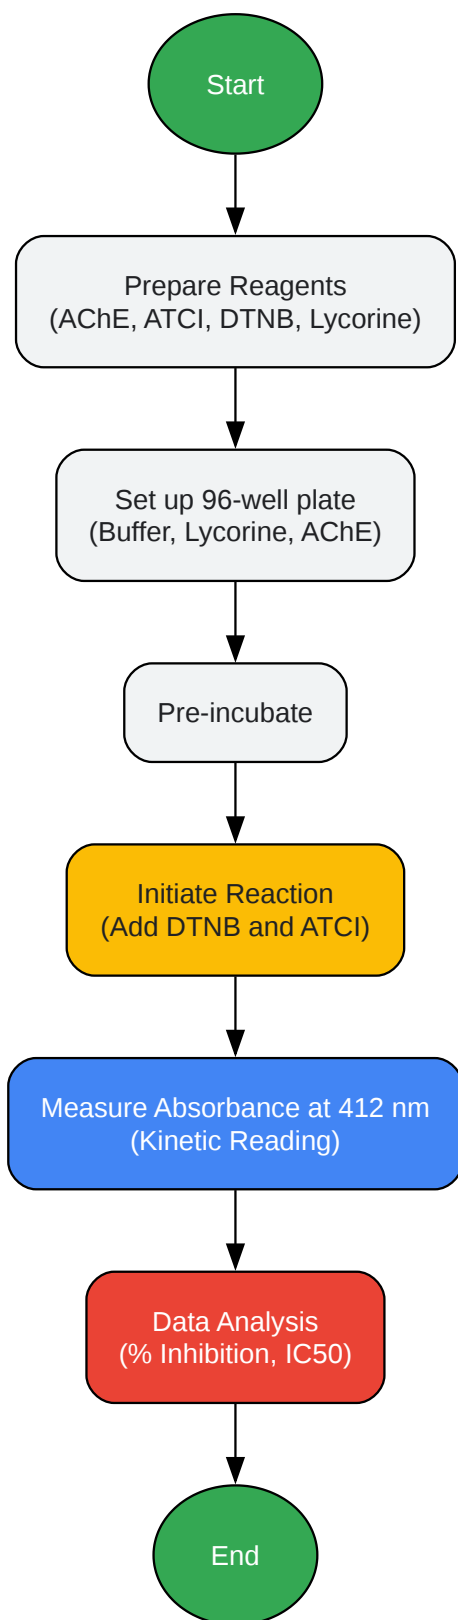 Start
Prepare Reagents
(AChE, ATCI, DTNB, Lycorine)
Set up 96-well plate
(Buffer, Lycorine, AChE)
Pre-incubate
Initiate Reaction
(Add DTNB and ATCI)
Measure Absorbance at 412 nm
(Kinetic Reading)
Data Analysis
(% Inhibition, IC50)
End